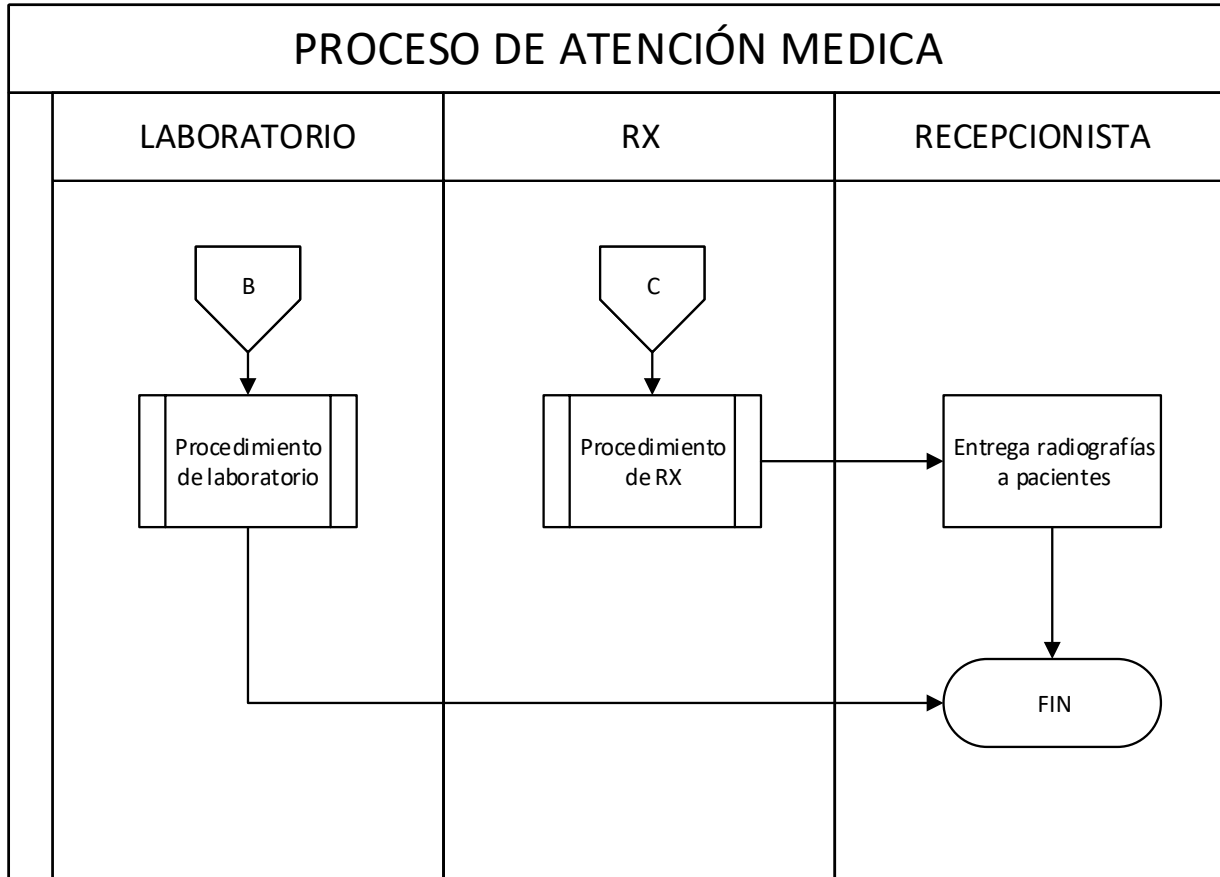 PROCESO DE ATENCIÓN MEDICA
LABORATORIO
RX
RECEPCIONISTA
B
C
Procedimiento
de laboratorio
Procedimiento
de RX
Entrega radiografías
a pacientes
FIN